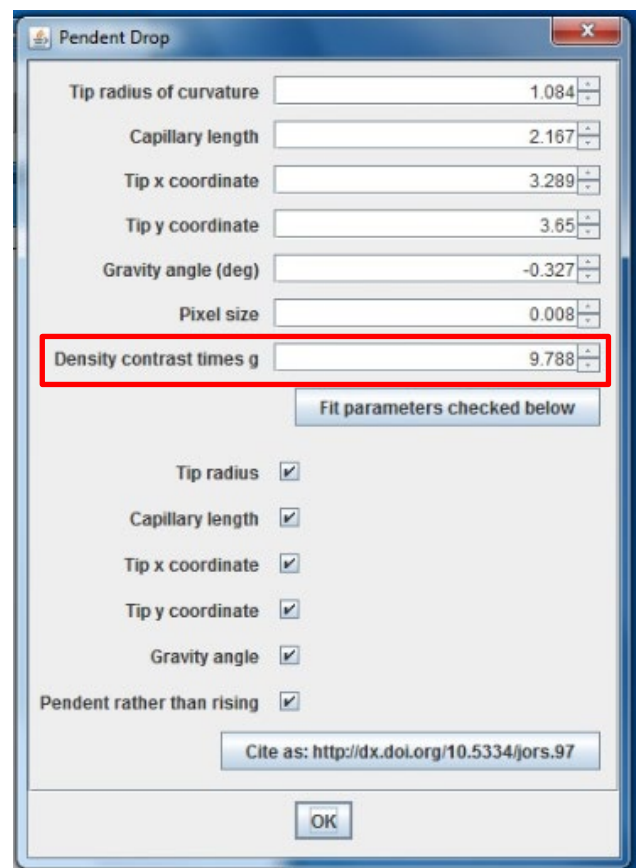 Pendent Drop
Tip radius of curvature 1.084
Capillary length 2.167
Tip x coordinate 3.289
Tip y coordinate 3.65
Gravity angle (deg) -0.327
Pixel size 0.008
Density contrast times g 9.788
Fit parameters checked below
Tip radius
Capillary length
Tip x coordinate
Tip y coordinate
Gravity angle
Pendent rather than rising
Cite as: http://dx.doi.org/10.5334/jors.97
OK